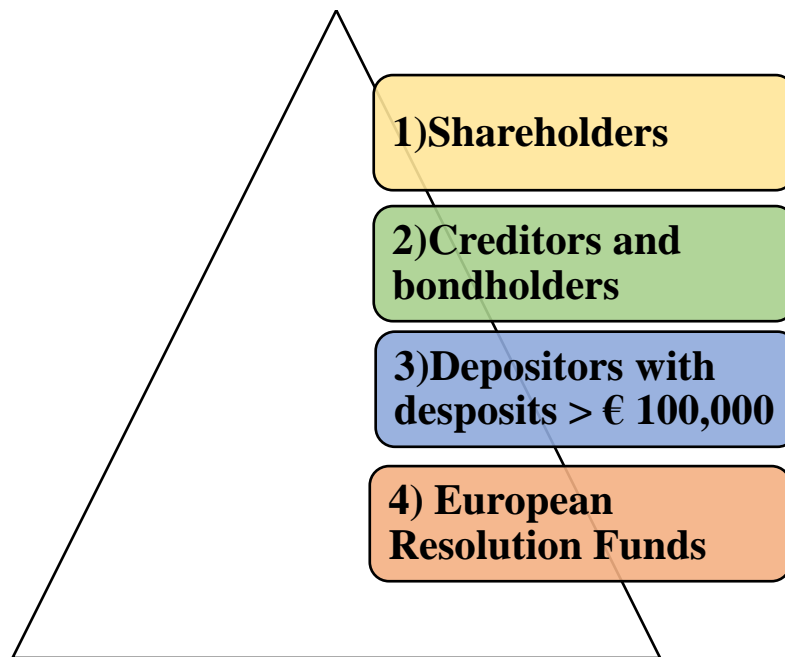 1)Shareholders
2)Creditors and
bondholders
3)Depositors with
desposits > € 100,000
4) European
Resolution Funds